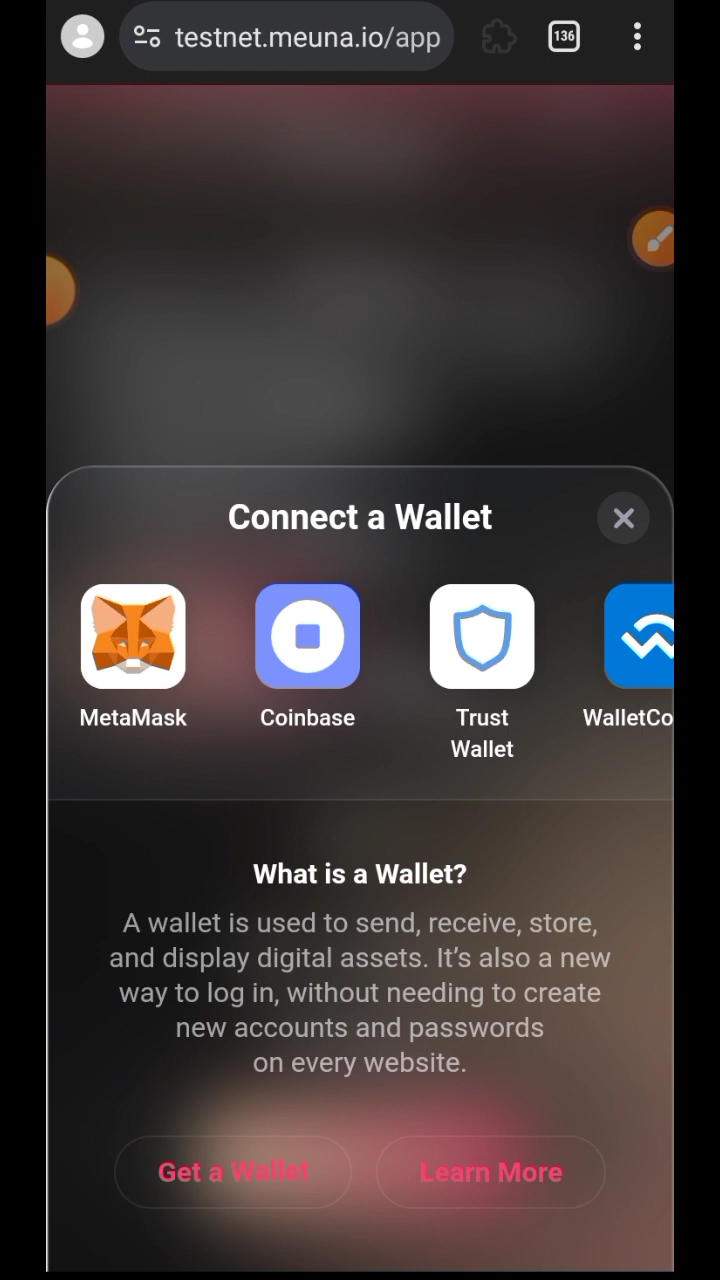 testnet.meuna.io/app
136
Connect a Wallet
MetaMask
Coinbase
Trust
Wallet
WalletCo
What is a Wallet?
A wallet is used to send, receive, store,
and display digital assets. It’s also a new
way to log in, without needing to create
new accounts and passwords
on every website.
Get a Wallet
Learn More